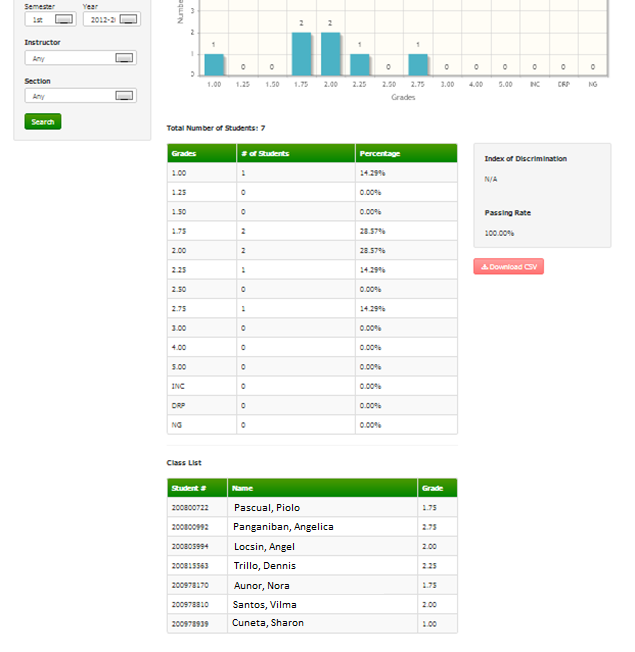 Semester Year
1st 2012-2
Instructor
Any
Section
Any
Search
Number
3
2
1
0
1 0 0 2 2 1 0 1 0 0 0 0 0 0
1.00 1.25 1.50 1.75 2.00 2.25 2.50 2.75 3.00 4.00 5.00 INC DRP NG
Grades
Total Number of Students: 7
Grades # of Students Percentage
1.00 1 14.29%
1.25 0 0.00%
1.50 0 0.00%
1.75 2 28.57%
2.00 2 28.57%
2.25 1 14.29%
2.50 0 0.00%
2.75 1 14.29%
3.00 0 0.00%
4.00 0 0.00%
5.00 0 0.00%
INC 0 0.00%
DRP 0 0.00%
NG 0 0.00%
Index of Discrimination
N/A
Passing Rate
100.00%
Download CSV
Class List
Student # Name Grade
200800722 Pascual, Piolo 1.75
200800992 Panganiban, Angelica 2.75
200805994 Locsin, Angel 2.00
200815563 Trillo, Dennis 2.25
200978170 Aunor, Nora 1.75
200978810 Santos, Vilma 2.00
200978939 Cuneta, Sharon 1.00